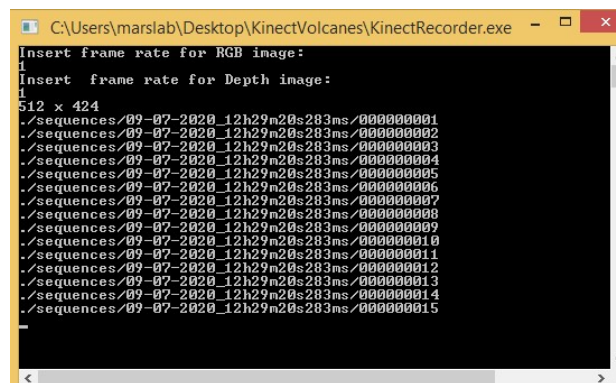 C:\Users\marslab\Desktop\KinectVolcanes\KinectRecorder.exe
Insert frame rate for RGB image:
1
Insert  frame rate for Depth image:
1
512 x 424
./sequences/09-07-2020_12h29m20s283ms/000000001
./sequences/09-07-2020_12h29m20s283ms/000000002
./sequences/09-07-2020_12h29m20s283ms/000000003
./sequences/09-07-2020_12h29m20s283ms/000000004
./sequences/09-07-2020_12h29m20s283ms/000000005
./sequences/09-07-2020_12h29m20s283ms/000000006
./sequences/09-07-2020_12h29m20s283ms/000000007
./sequences/09-07-2020_12h29m20s283ms/000000008
./sequences/09-07-2020_12h29m20s283ms/000000009
./sequences/09-07-2020_12h29m20s283ms/000000010
./sequences/09-07-2020_12h29m20s283ms/000000011
./sequences/09-07-2020_12h29m20s283ms/000000012
./sequences/09-07-2020_12h29m20s283ms/000000013
./sequences/09-07-2020_12h29m20s283ms/000000014
./sequences/09-07-2020_12h29m20s283ms/000000015